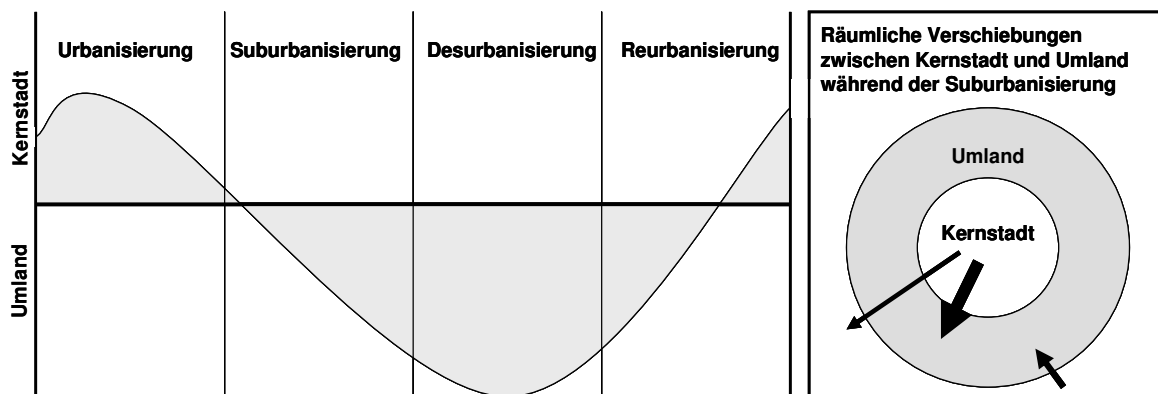 Urbanisierung
Suburbanisierung
Desurbanisierung
Reurbanisierung
Kernstadt
Umland
Räumliche Verschiebungen
zwischen Kernstadt und Umland
während der Suburbanisierung
Umland
Kernstadt